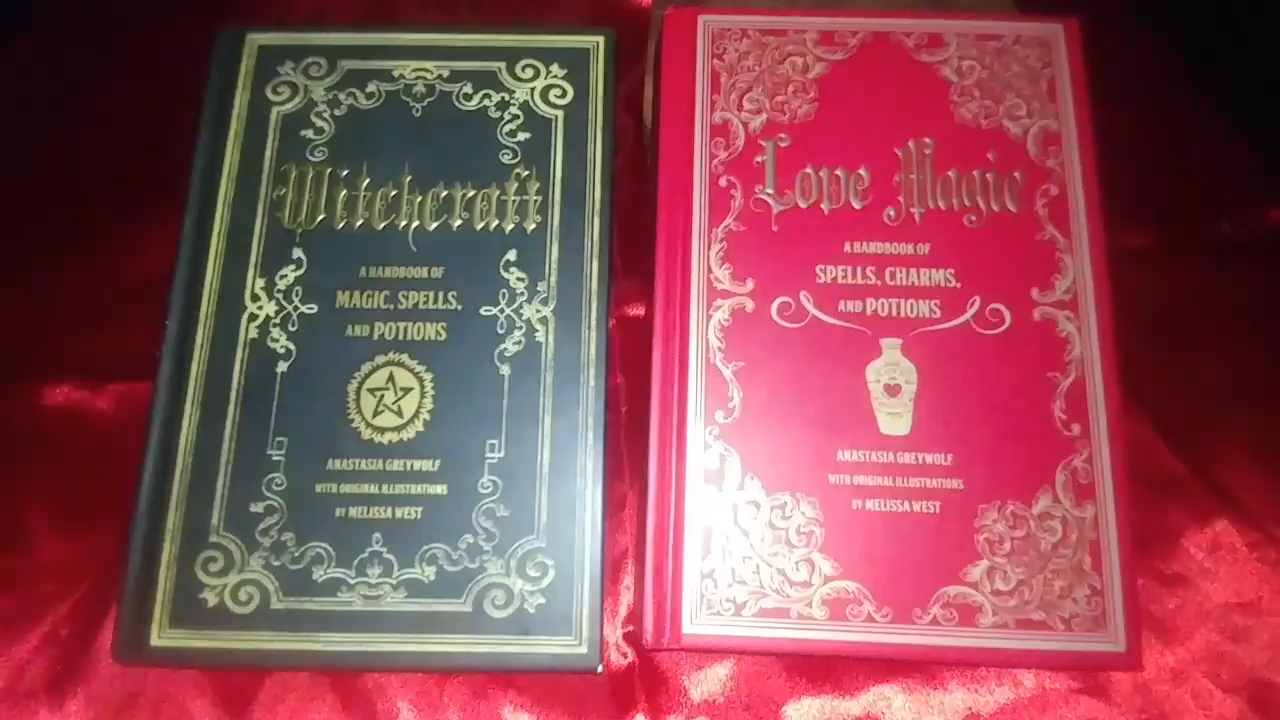 Witchcraft
A HANDBOOK OF
MAGIC, SPELLS,
AND POTIONS
ANASTASIA GREYWOLF
WITH ORIGINAL ILLUSTRATIONS
BY MELISSA WEST
Love Magic
A HANDBOOK OF
SPELLS, CHARMS,
AND POTIONS
ANASTASIA GREYWOLF
WITH ORIGINAL ILLUSTRATIONS
BY MELISSA WEST